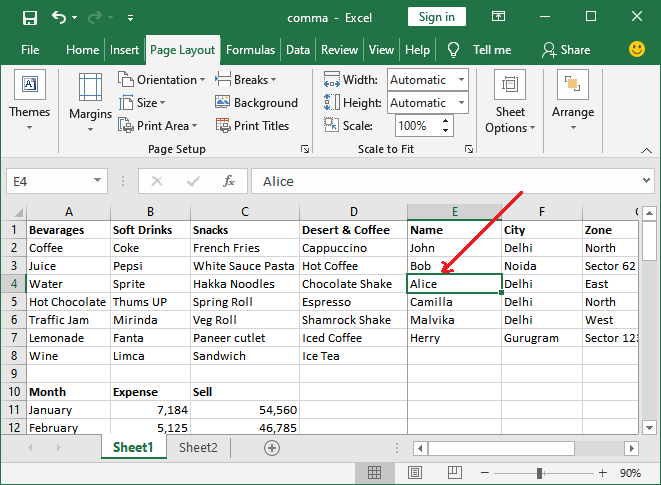 comma - Excel
Sign in
File Home Insert Page Layout Formulas Data Review View Help Tell me Share
Themes
Margins
Orientation
Size
Print Area
Breaks
Background
Print Titles
Page Setup
Width: Automatic
Height: Automatic
Scale: 100%
Scale to Fit
Sheet Options
Arrange
E4 fx Alice
A B C D E F
1 Bevarages Soft Drinks Snacks Desert & Coffee Name City Zone
2 Coffee Coke French Fries Cappuccino John Delhi North
3 Juice Pepsi White Sauce Pasta Hot Coffee Bob Noida Sector 62
4 Water Sprite Hakka Noodles Chocolate Shake Alice Delhi East
5 Hot Chocolate Thums UP Spring Roll Espresso Camilla Delhi North
6 Traffic Jam Mirinda Veg Roll Shamrock Shake Malvika Delhi West
7 Lemonade Fanta Paneer cutlet Iced Coffee Herry Gurugram Sector 123
8 Wine Limca Sandwich Ice Tea
9
10 Month Expense Sell
11 January 7,184 54,560
12 February 5,125 46,785
Sheet1 Sheet2
90%